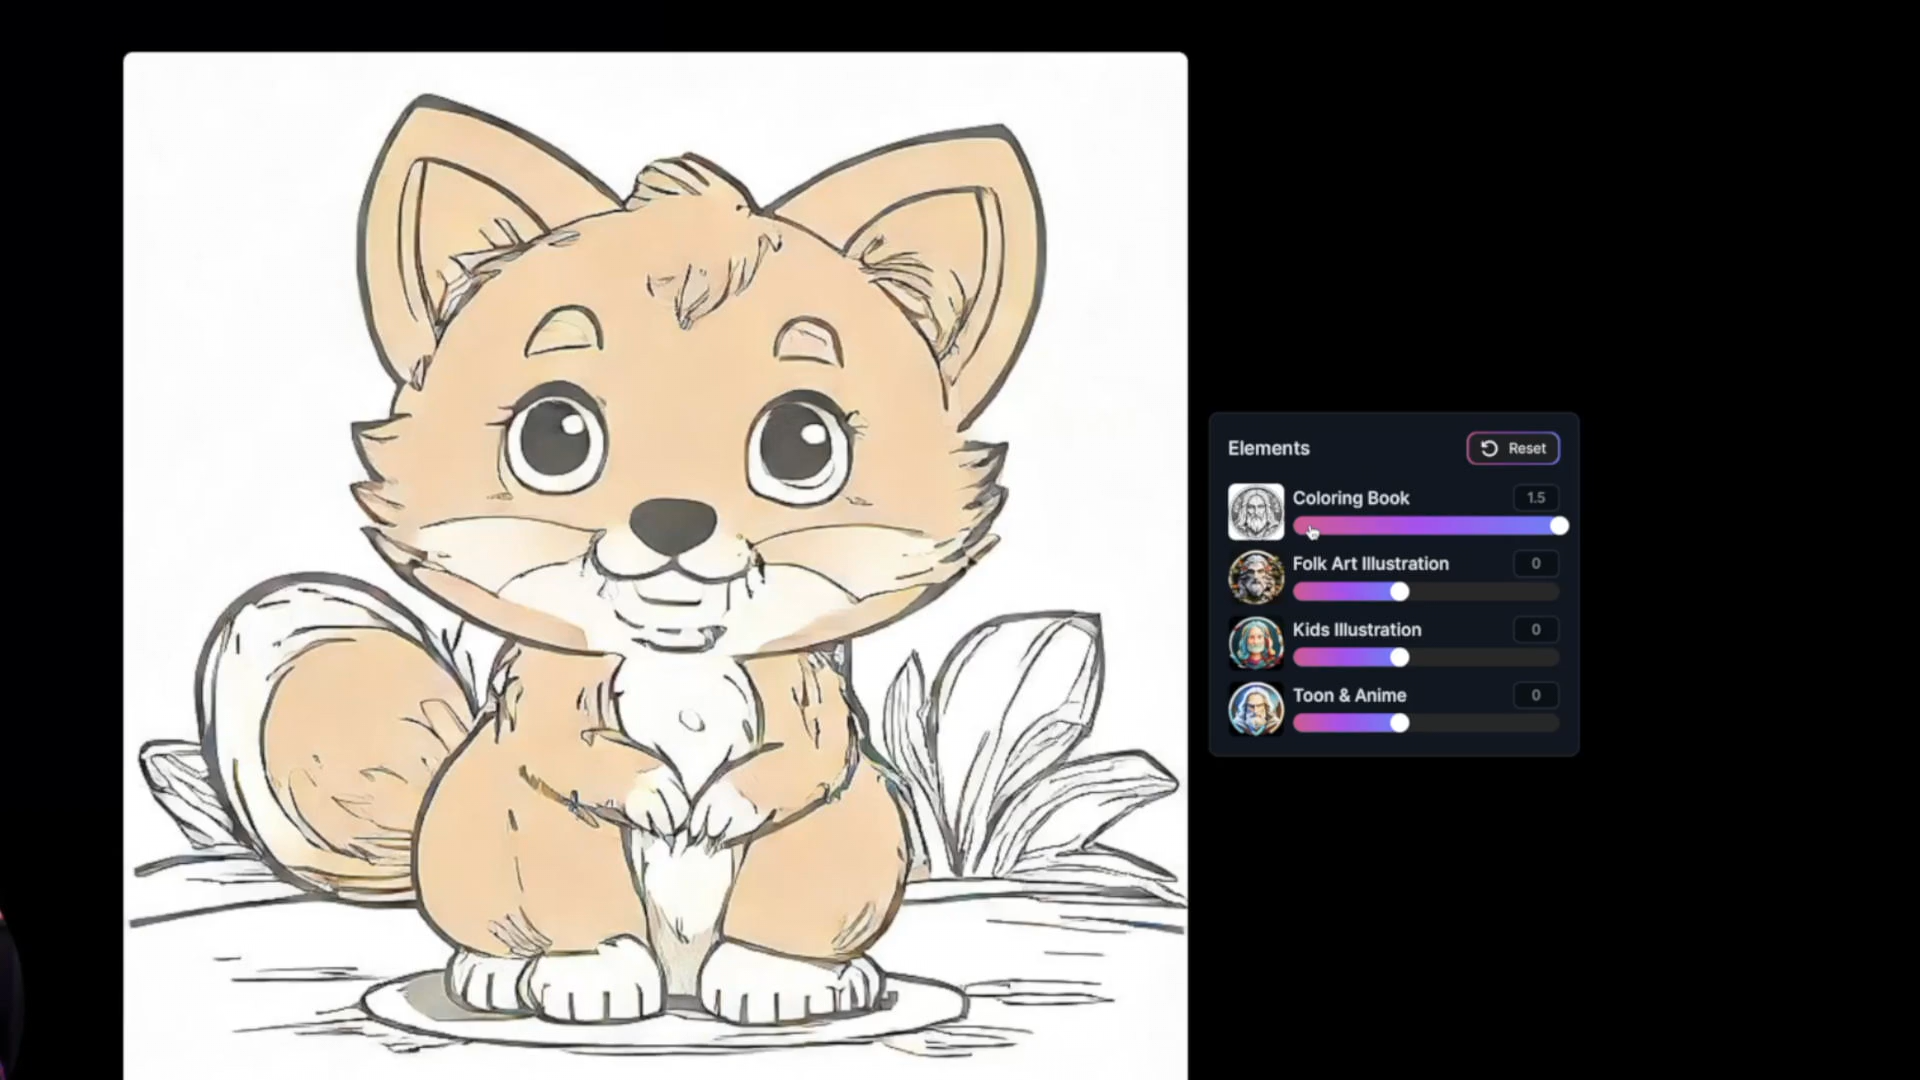 Elements
Reset
Coloring Book
1.5
Folk Art Illustration
0
Kids Illustration
0
Toon & Anime
0